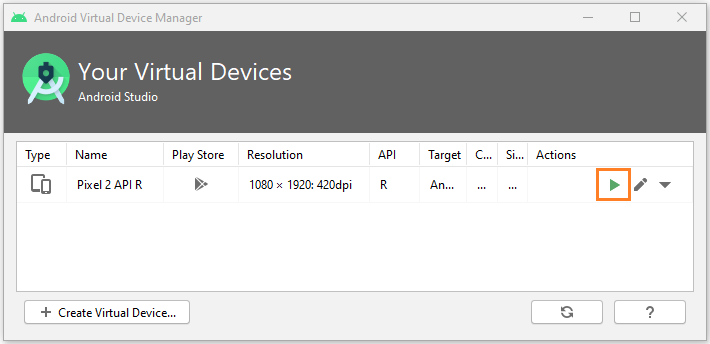 Android Virtual Device Manager
Your Virtual Devices
Android Studio
Type Name Play Store Resolution API Target C... Si... Actions
Pixel 2 API R 1080 × 1920: 420dpi R An... ... ...
+ Create Virtual Device... ?